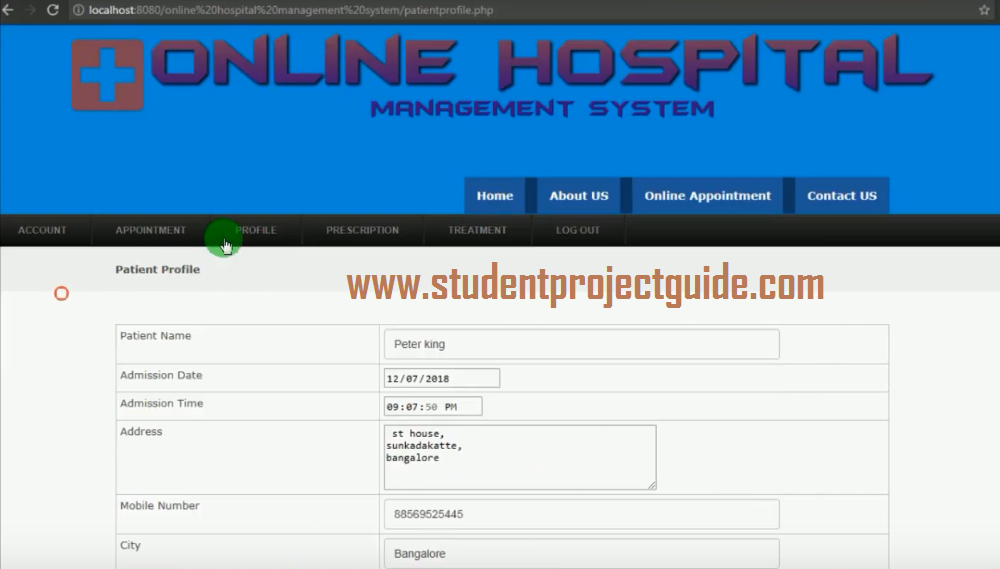 localhost:8080/online%20hospital%20management%20system/patientprofile.php
ONLINE HOSPITAL
MANAGEMENT SYSTEM
Home About US Online Appointment Contact US
ACCOUNT APPOINTMENT PROFILE PRESCRIPTION TREATMENT LOG OUT
Patient Profile
www.studentprojectguide.com
Patient Name Peter king
Admission Date 12/07/2018
Admission Time 09:07:50 PM
Address st house,
sunkadakatte,
bangalore
Mobile Number 88569525445
City Bangalore